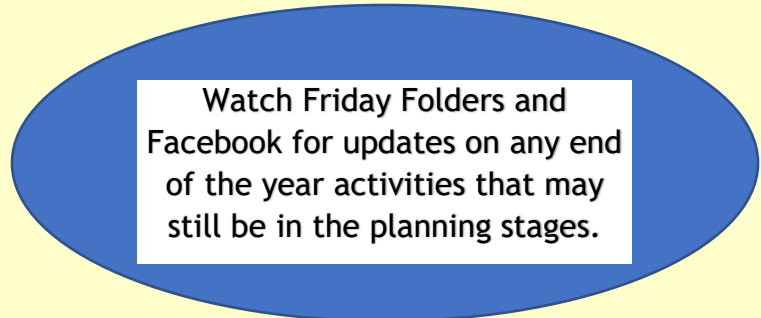 Watch Friday Folders and
Facebook for updates on any end
of the year activities that may
still be in the planning stages.